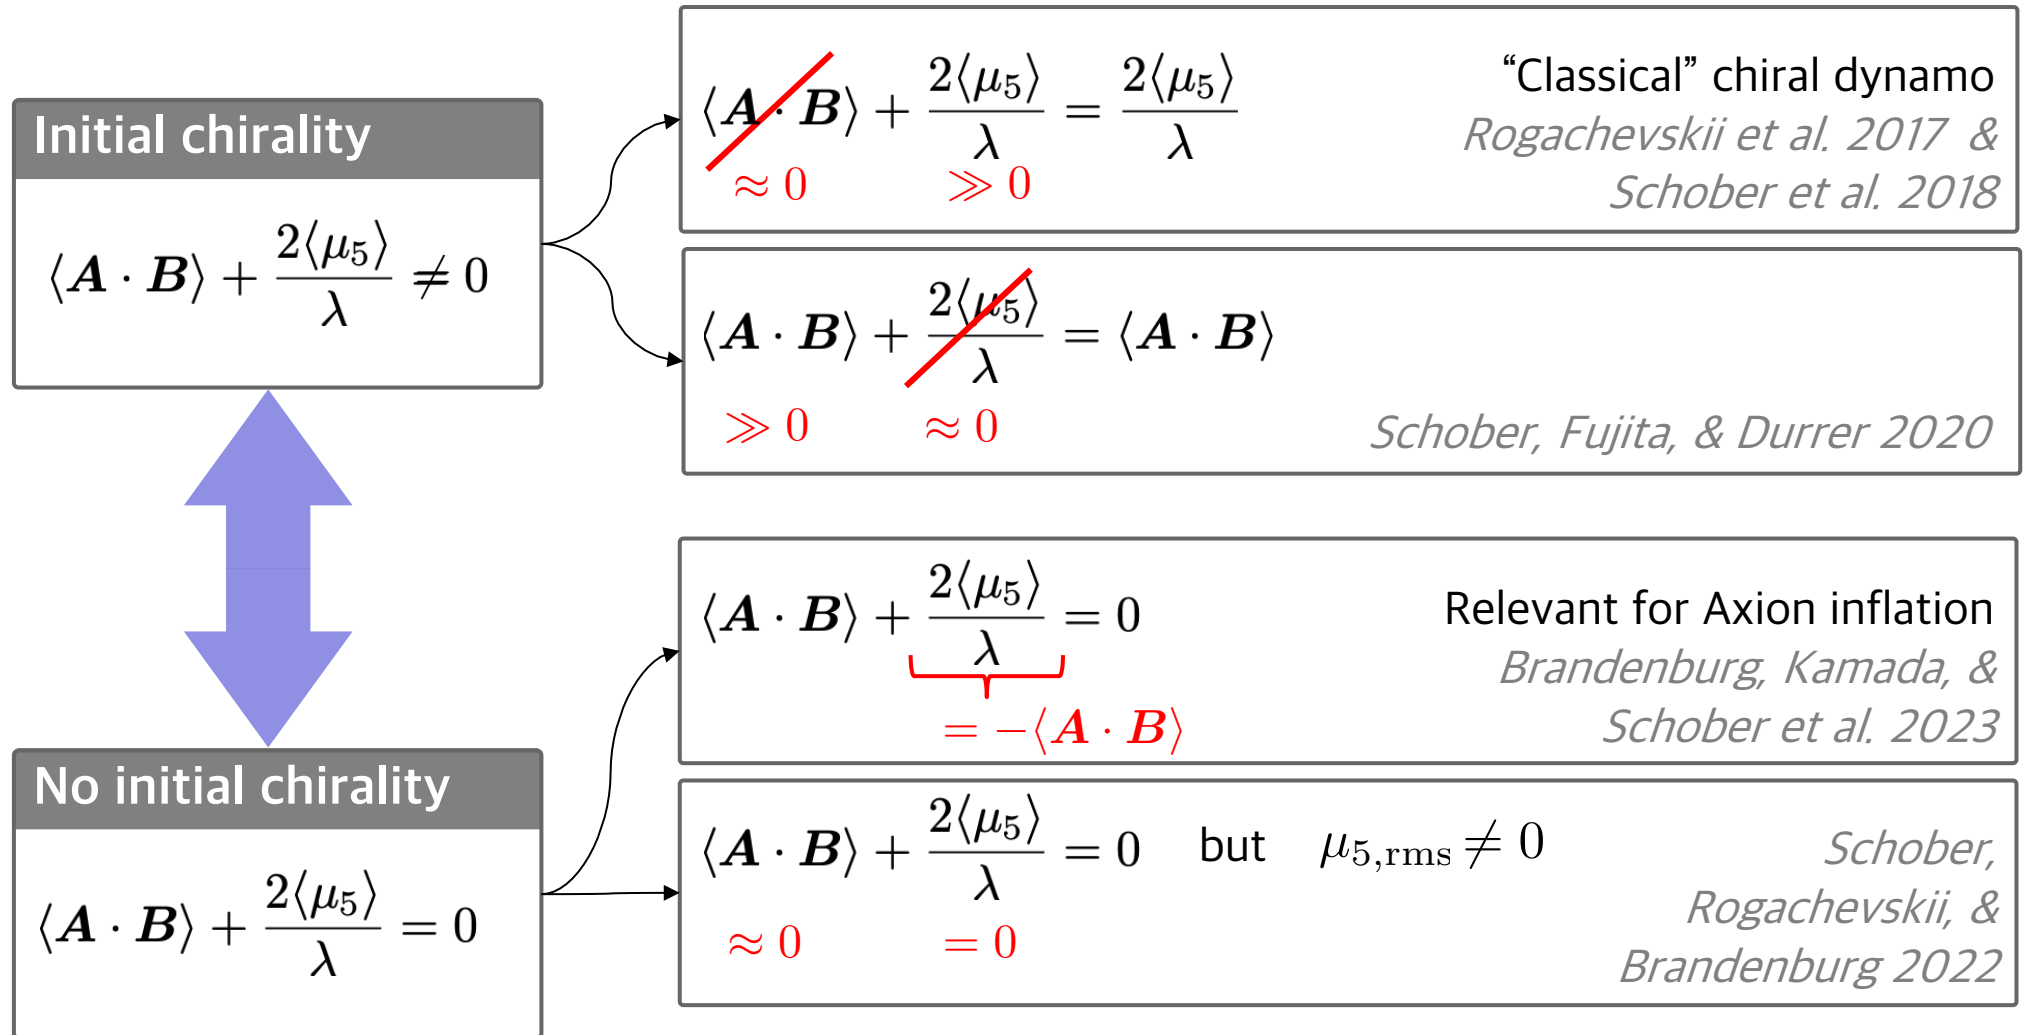 Initial chirality
⟨A · B⟩ + 2⟨μ₅⟩/λ ≠ 0
⟨A · B⟩ + 2⟨μ₅⟩/λ = 2⟨μ₅⟩/λ
≈ 0 ≫ 0
“Classical” chiral dynamo
Rogachevskii et al. 2017 &
Schober et al. 2018
⟨A · B⟩ + 2⟨μ₅⟩/λ = ⟨A · B⟩
≫ 0 ≈ 0
Schober, Fujita, & Durrer 2020
No initial chirality
⟨A · B⟩ + 2⟨μ₅⟩/λ = 0
⟨A · B⟩ + 2⟨μ₅⟩/λ = 0
= −⟨A · B⟩
Relevant for Axion inflation
Brandenburg, Kamada, &
Schober et al. 2023
⟨A · B⟩ + 2⟨μ₅⟩/λ = 0 but μ₅,rms ≠ 0
≈ 0 = 0
Schober,
Rogachevskii, &
Brandenburg 2022